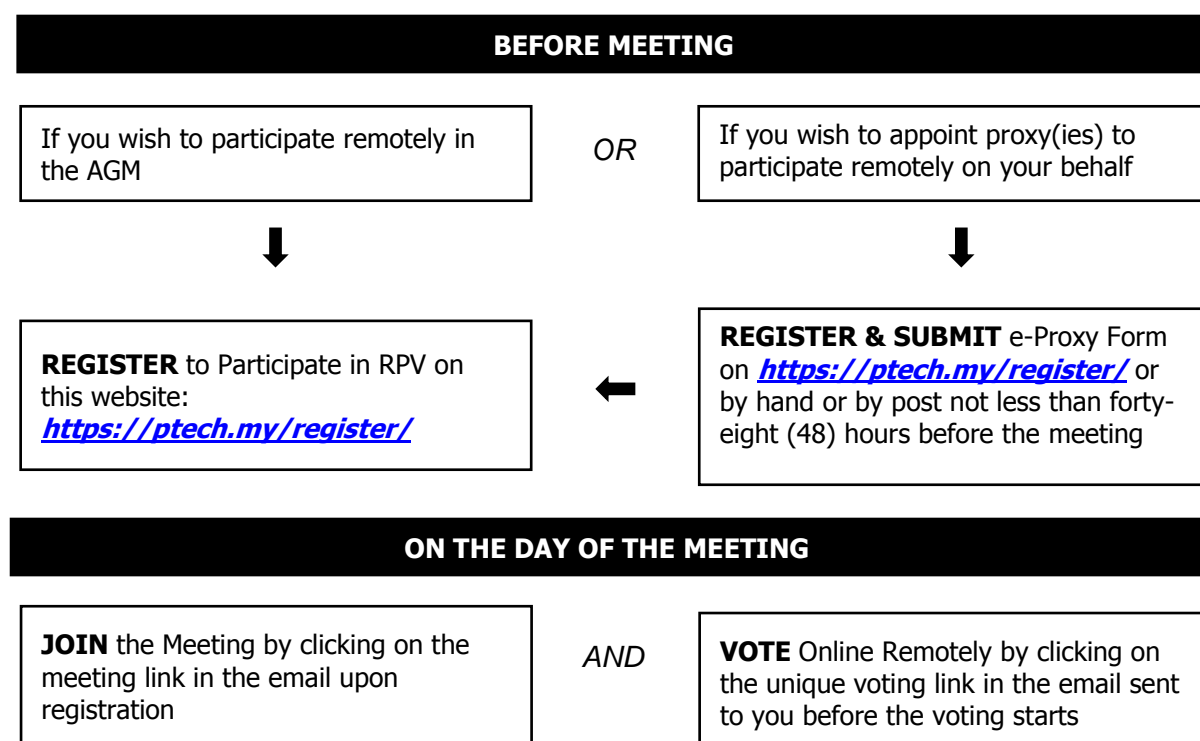 BEFORE MEETING
If you wish to participate remotely in
the AGM
OR
If you wish to appoint proxy(ies) to
participate remotely on your behalf
REGISTER to Participate in RPV on
this website:
https://ptech.my/register/
REGISTER & SUBMIT e-Proxy Form
on https://ptech.my/register/ or
by hand or by post not less than forty-
eight (48) hours before the meeting
ON THE DAY OF THE MEETING
JOIN the Meeting by clicking on the
meeting link in the email upon
registration
AND
VOTE Online Remotely by clicking on
the unique voting link in the email sent
to you before the voting starts